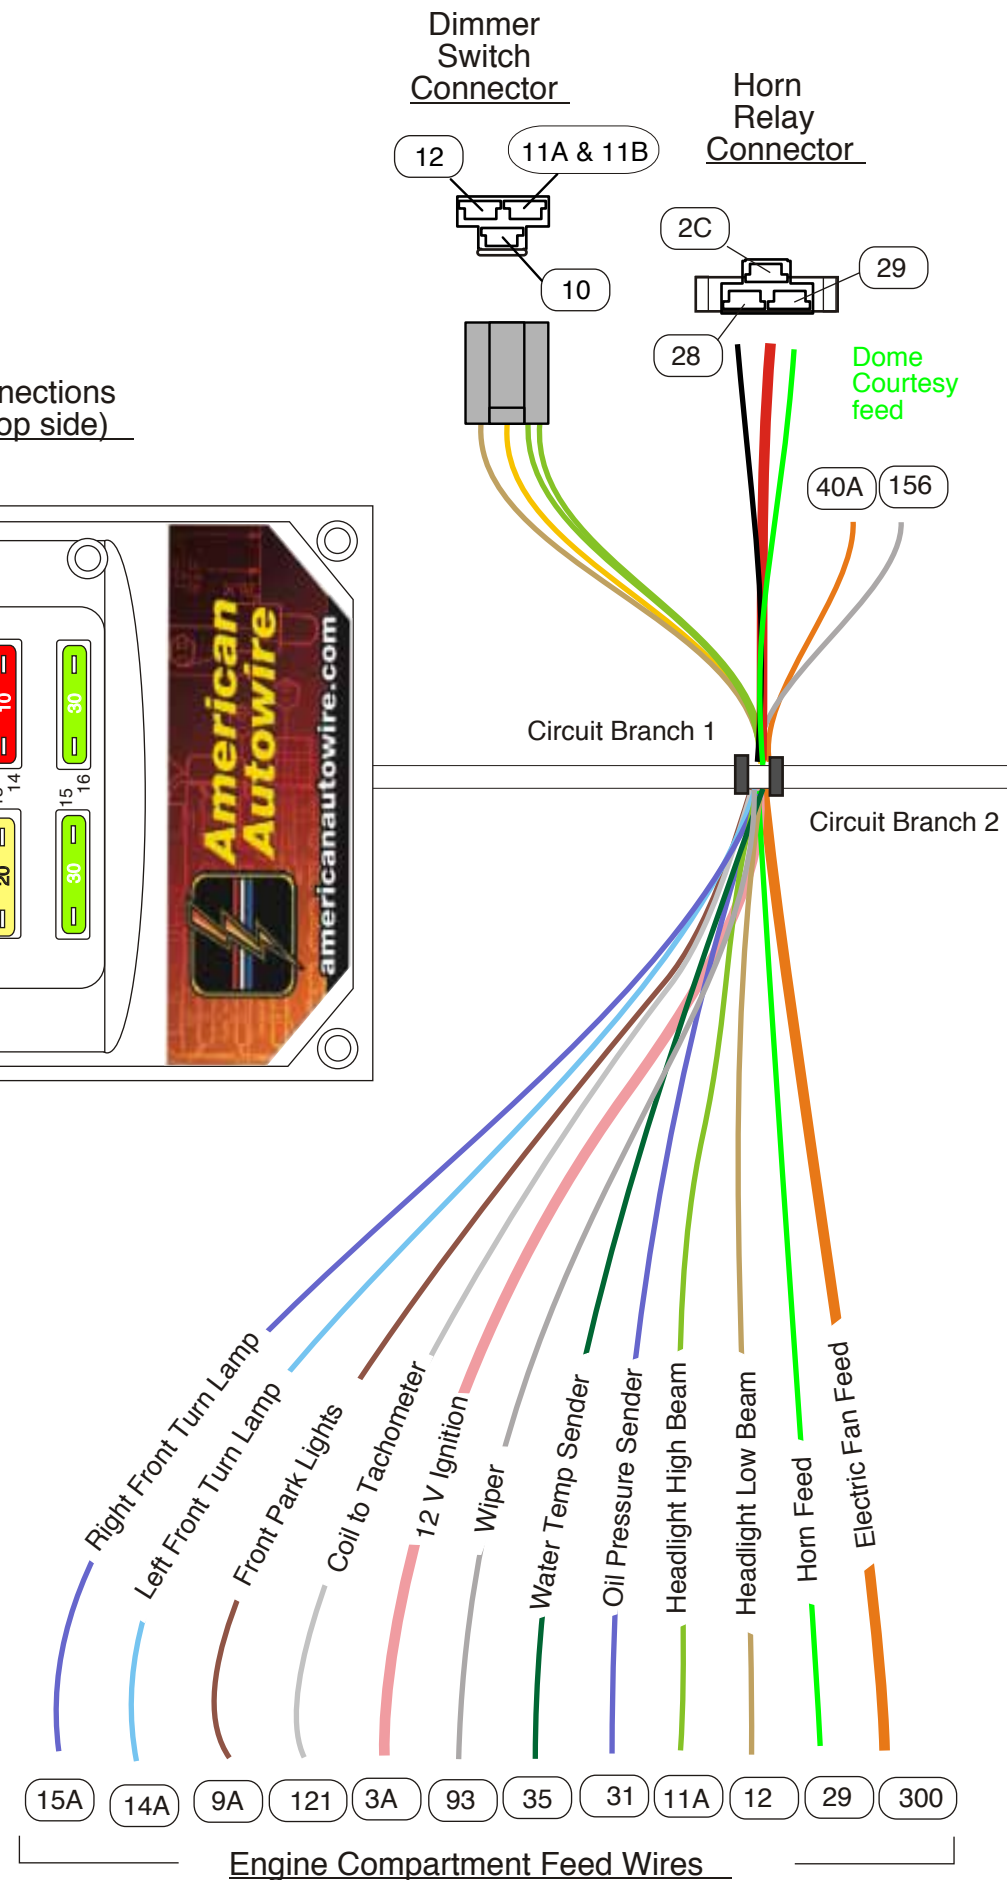 Dimmer
Switch
Connector
Horn
Relay
Connector
12
11A & 11B
10
2C
29
28
Dome
Courtesy
feed
40A
156
nections
op side)
10
14
30
16
15
20
30
American
Autowire
americanautowire.com
Circuit Branch 1
Circuit Branch 2
Right Front Turn Lamp
Left Front Turn Lamp
Front Park Lights
Coil to Tachometer
12 V Ignition
Wiper
Water Temp Sender
Oil Pressure Sender
Headlight High Beam
Headlight Low Beam
Horn Feed
Electric Fan Feed
15A
14A
9A
121
3A
93
35
31
11A
12
29
300
Engine Compartment Feed Wires